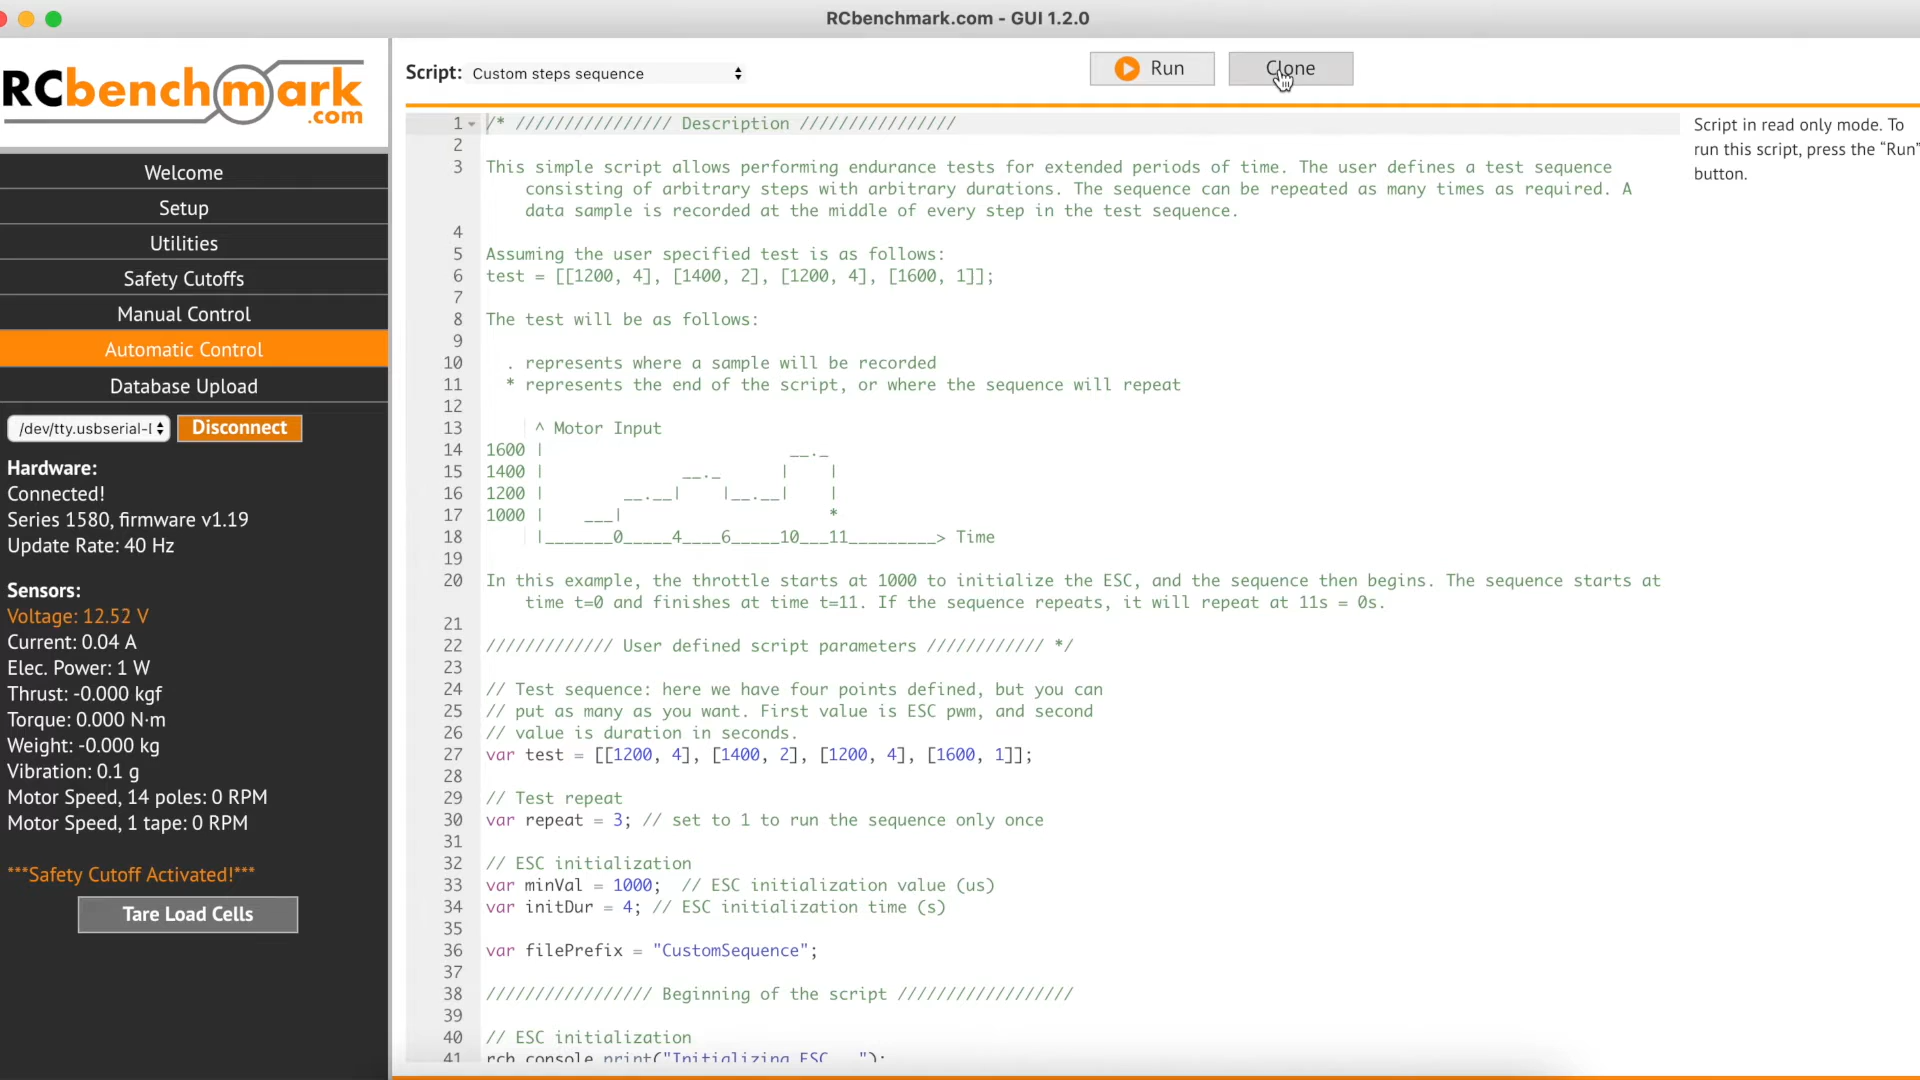 RCbenchmark.com - GUI 1.2.0
RCbenchmark
.com
Script: Custom steps sequence
Run
Clone
Welcome
Setup
Utilities
Safety Cutoffs
Manual Control
Automatic Control
Database Upload
/dev/tty.usbserial-
Disconnect
Hardware:
Connected!
Series 1580, firmware v1.19
Update Rate: 40 Hz
Sensors:
Voltage: 12.52 V
Current: 0.04 A
Elec. Power: 1 W
Thrust: -0.000 kgf
Torque: 0.000 N·m
Weight: -0.000 kg
Vibration: 0.1 g
Motor Speed, 14 poles: 0 RPM
Motor Speed, 1 tape: 0 RPM
***Safety Cutoff Activated!***
Tare Load Cells
1 /* //////////////// Description ////////////////
2
3 This simple script allows performing endurance tests for extended periods of time. The user defines a test sequence
consisting of arbitrary steps with arbitrary durations. The sequence can be repeated as many times as required. A
data sample is recorded at the middle of every step in the test sequence.
4
5 Assuming the user specified test is as follows:
6 test = [[1200, 4], [1400, 2], [1200, 4], [1600, 1]];
7
8 The test will be as follows:
9
10 . representes where a sample will be recorded
11 * represents the end of the script, or where the sequence will repeat
12
13 ^ Motor Input
14 1600 |                         __._
15 1400 |              __._      |    |
16 1200 |        __.__|    |__.__|    |
17 1000 |    ___|                     *
18 |_______0_____4____6_____10___11_________> Time
19
20 In this example, the throttle starts at 1000 to initialize the ESC, and the sequence then begins. The sequence starts at
time t=0 and finishes at time t=11. If the sequence repeats, it will repeat at 11s = 0s.
21
22 ///////////// User defined script parameters //////////// */
23
24 // Test sequence: here we have four points defined, but you can
25 // put as many as you want. First value is ESC pwm, and second
26 // value is duration in seconds.
27 var test = [[1200, 4], [1400, 2], [1200, 4], [1600, 1]];
28
29 // Test repeat
30 var repeat = 3; // set to 1 to run the sequence only once
31
32 // ESC initialization
33 var minVal = 1000;  // ESC initialization value (us)
34 var initDur = 4; // ESC initialization time (s)
35
36 var filePrefix = "CustomSequence";
37
38 ///////////////// Beginning of the script //////////////////
39
40 // ESC initialization
41 rcb.console.print("Initializing ESC...");
Script in read only mode. To
run this script, press the “Run”
button.